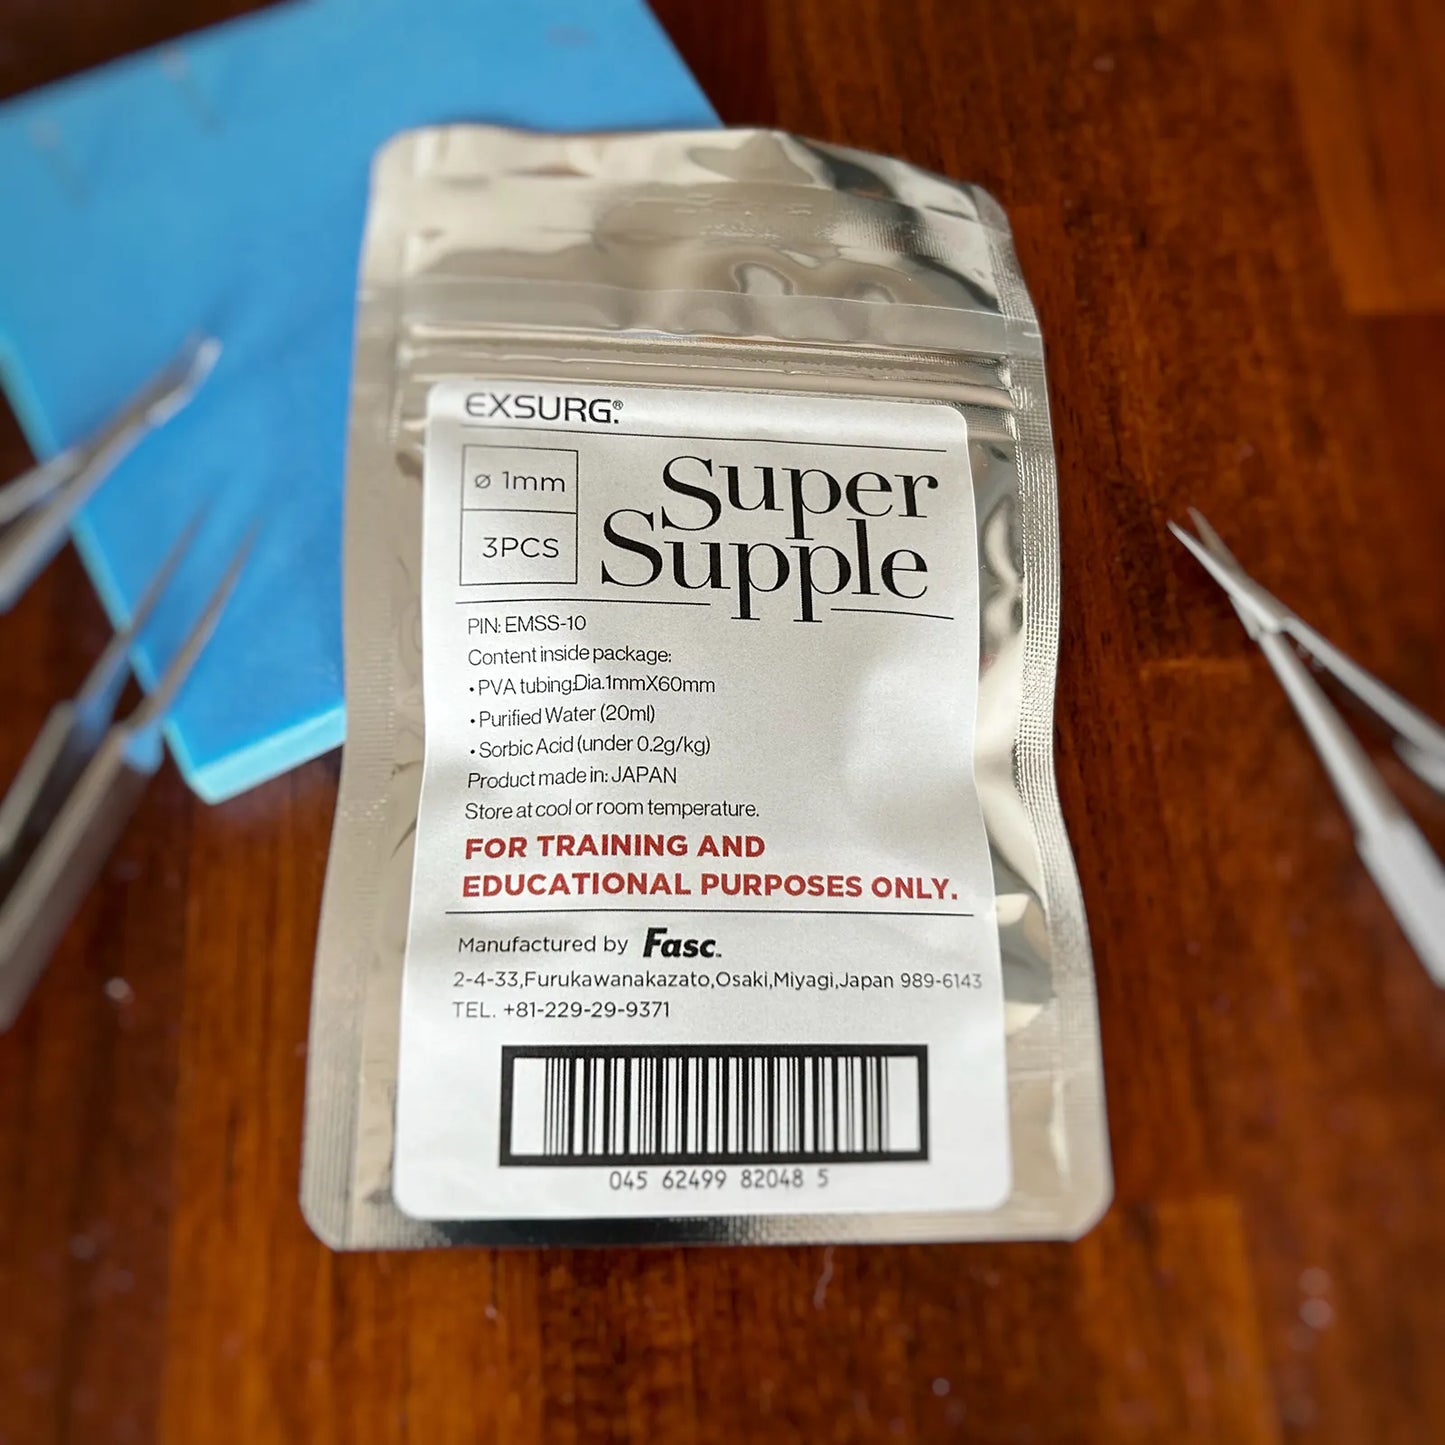 EXSURG®
⌀ 1mm
3PCS
Super
Supple
PIN: EMSS-10
Content inside package:
• PVA tubing:Dia.1mmX60mm
• Purified Water (20ml)
• Sorbic Acid (under 0.2g/kg)
Product made in: JAPAN
Store at cool or room temperature.
FOR TRAINING AND
EDUCATIONAL PURPOSES ONLY.
Manufactured by Fasc.
2-4-33,Furukawanakazato,Osaki,Miyagi,Japan 989-6143
TEL. +81-229-29-9371
045 62499 82048 5